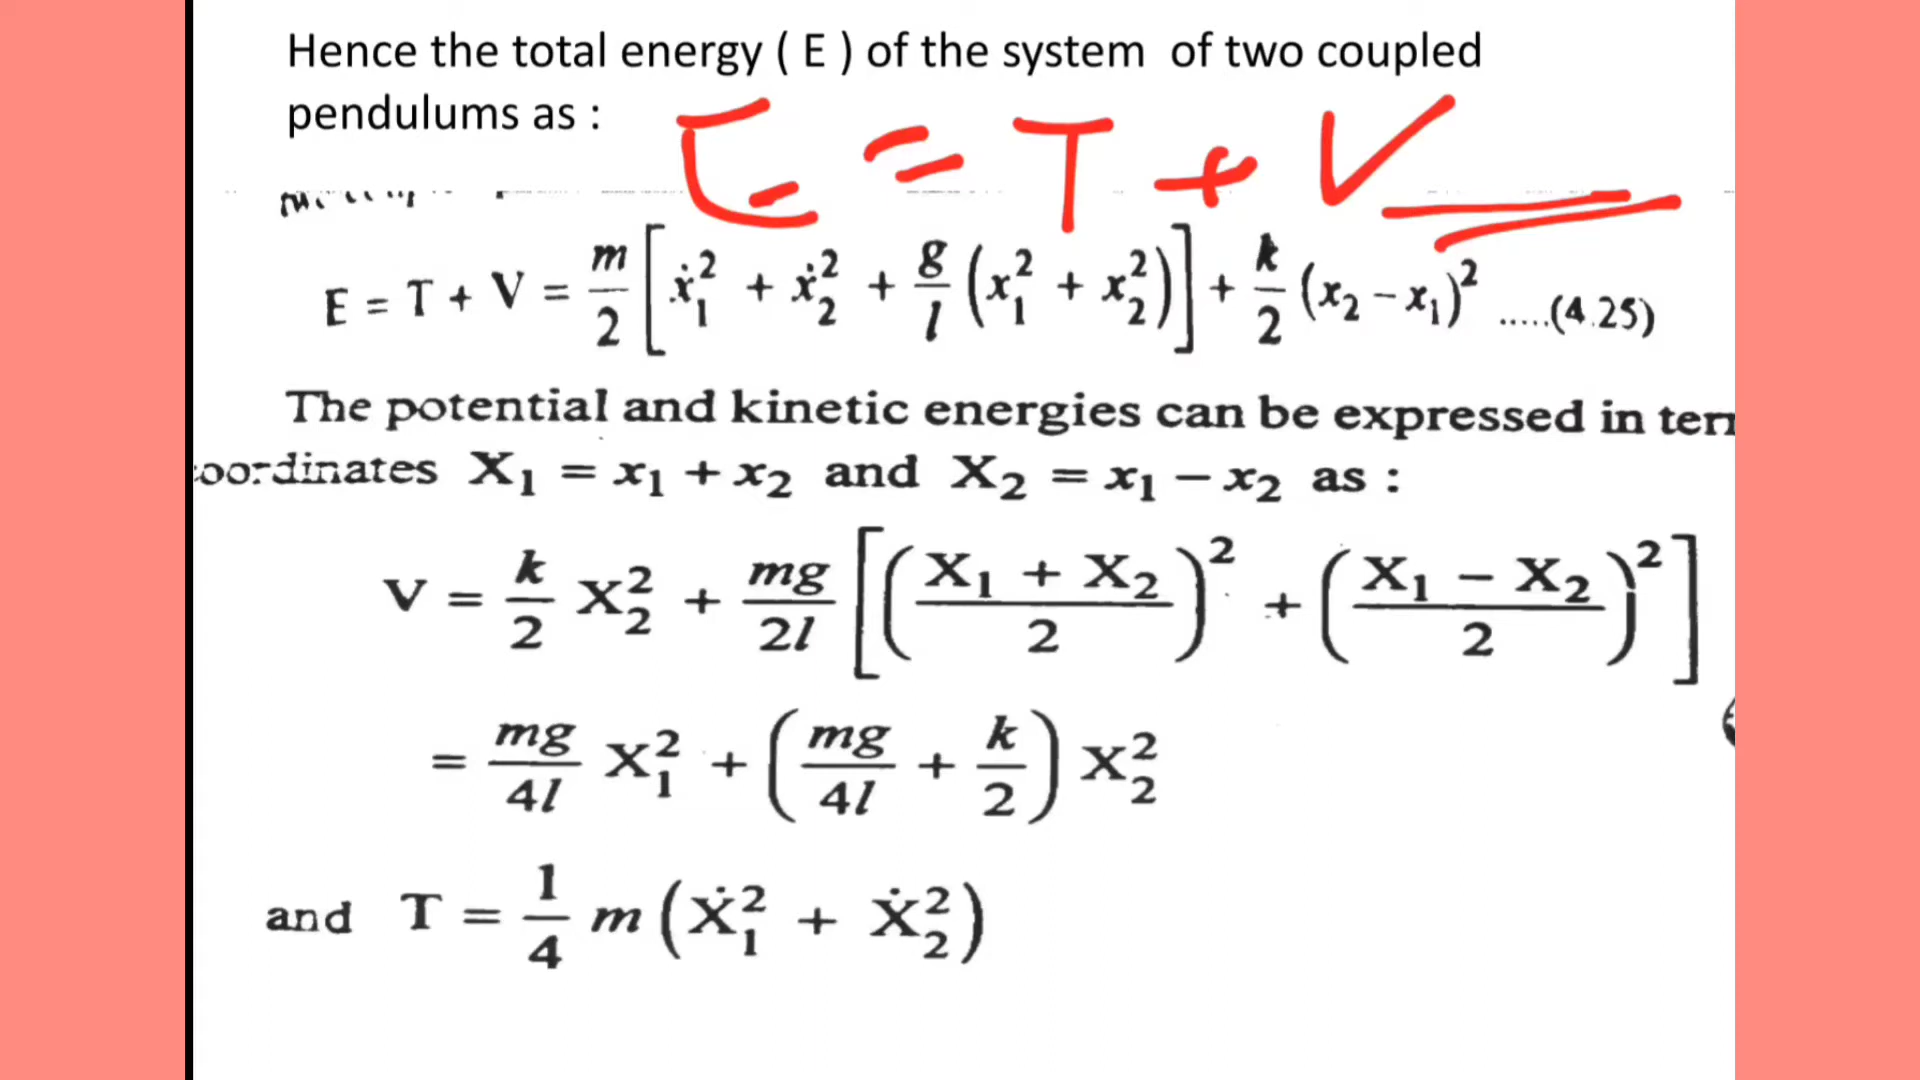 Hence the total energy ( E ) of the system of two coupled
pendulums as :
E = T + V
E = T + V = m/2 [ẋ₁² + ẋ₂² + g/l (x₁² + x₂²)] + k/2 (x₂ − x₁)² .....(4.25)
The potential and kinetic energies can be expressed in
coordinates X₁ = x₁ + x₂ and X₂ = x₁ − x₂ as :
V = k/2 X₂² + mg/2l [((X₁ + X₂)/2)² + ((X₁ − X₂)/2)²]
= mg/4l X₁² + (mg/4l + k/2) X₂²
and T = 1/4 m (Ẋ₁² + Ẋ₂²)